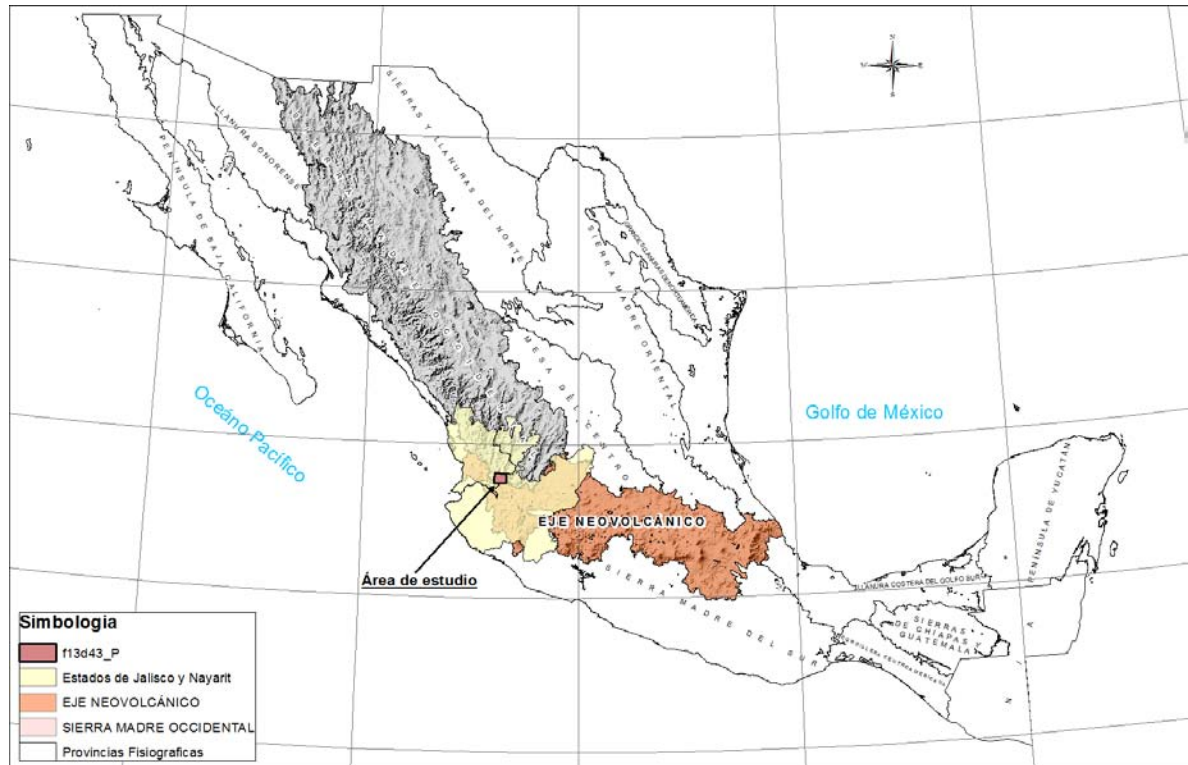 N
W
E
S
LLANURA SONORENSE
SIERRAS Y LLANURAS DEL NORTE
PENÍNSULA DE BAJA CALIFORNIA
SIERRA MADRE ORIENTAL
MESA DEL CENTRO
Oceáno Pacífico
Golfo de México
EJE NEOVOLCÁNICO
Área de estudio
SIERRA MADRE DEL SUR
LLANURA COSTERA DEL GOLFO SUR
PENÍNSULA DE YUCATÁN
SIERRAS
DE CHIAPAS Y
GUATEMALA
Simbologia
f13d43_P
Estados de Jalisco y Nayarit
EJE NEOVOLCÁNICO
SIERRA MADRE OCCIDENTAL
Provincias Fisiograficas